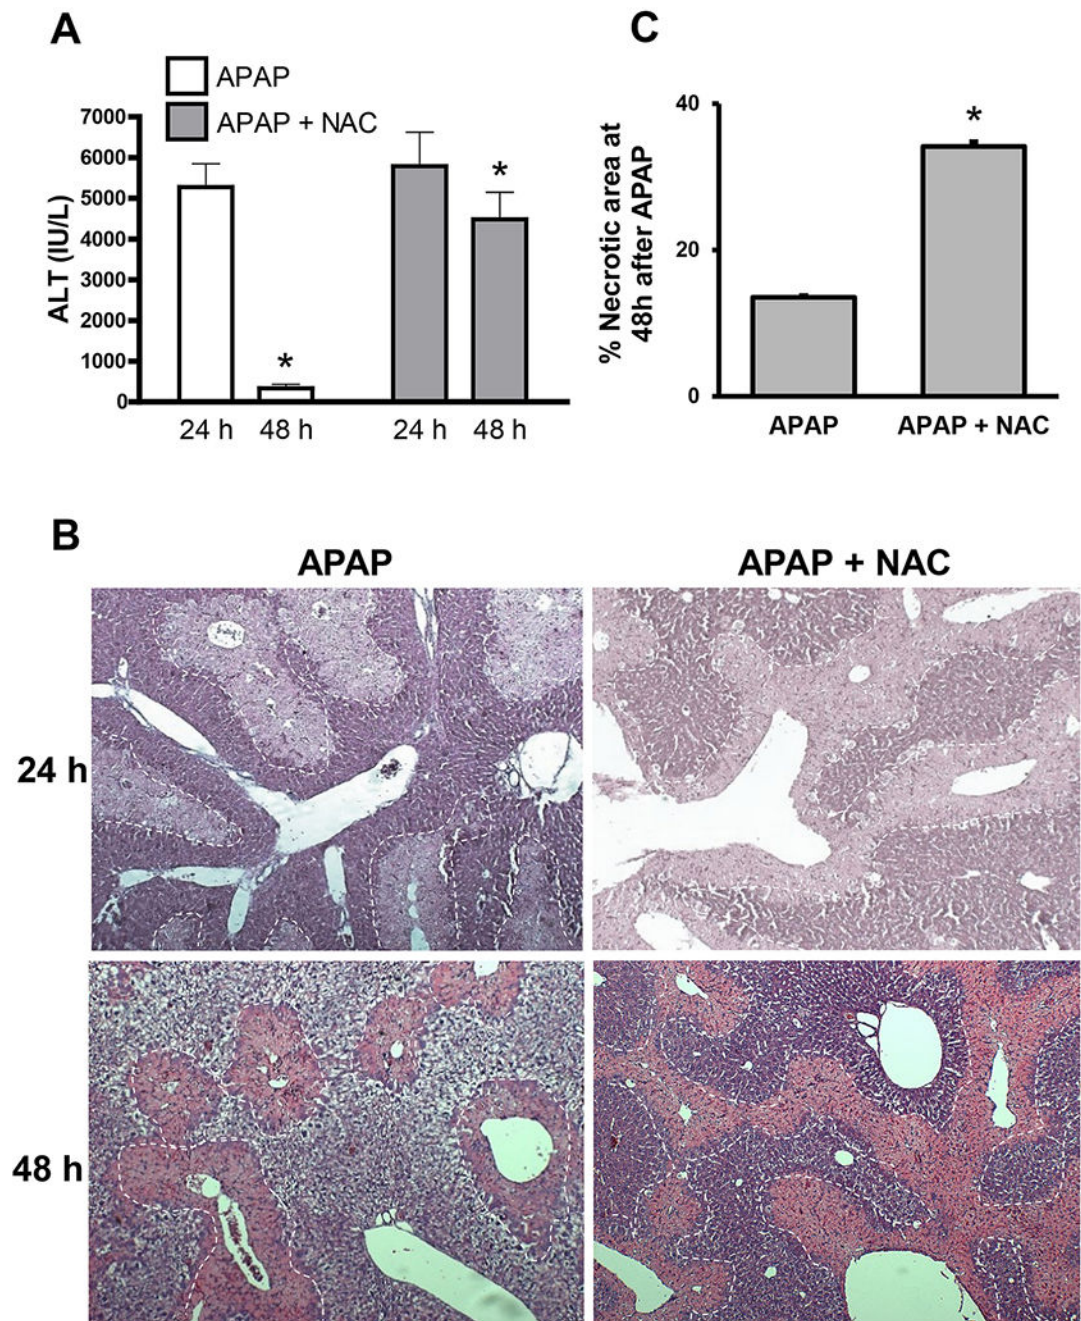 A
APAP
APAP + NAC
ALT (IU/L)
7000
6000
5000
4000
3000
2000
1000
0
*
*
24 h
48 h
24 h
48 h
C
% Necrotic area at
48h after APAP
40
20
0
*
APAP
APAP + NAC
B
APAP
APAP + NAC
24 h
48 h